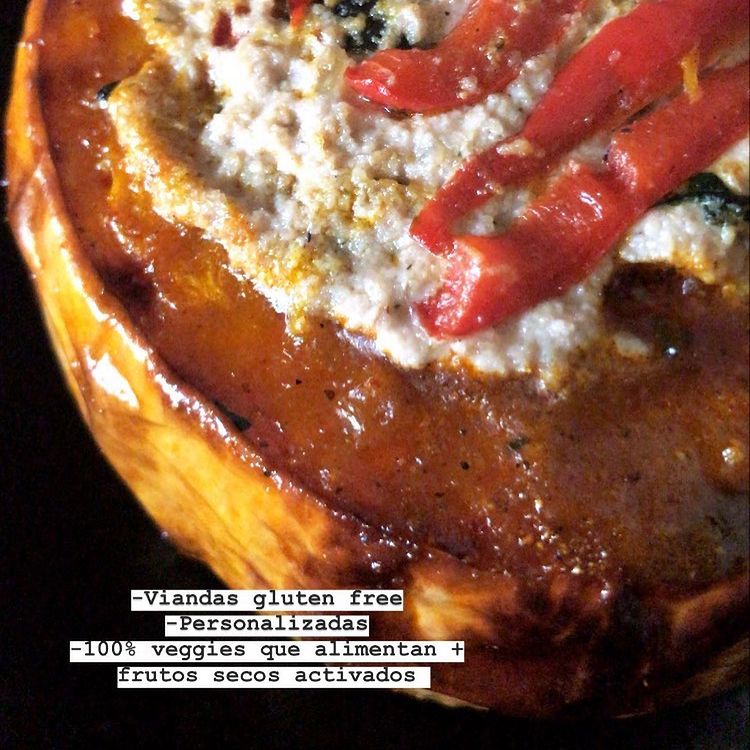 -Viandas gluten free
-Personalizadas
-100% veggies que alimentan +
frutos secos activados